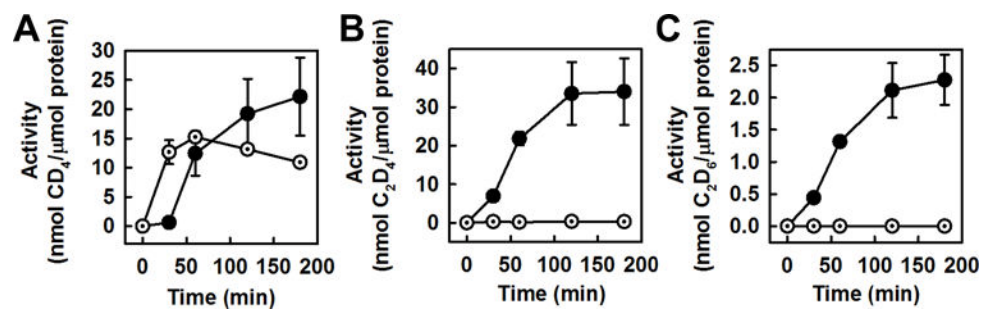 A
Activity
(nmol CD₄/μmol protein)
30
25
20
15
10
5
0
0 50 100 150 200
Time (min)
B
Activity
(nmol C₂D₄/μmol protein)
40
30
20
10
0
0 50 100 150 200
Time (min)
C
Activity
(nmol C₂D₆/μmol protein)
2.5
2.0
1.5
1.0
0.5
0.0
0 50 100 150 200
Time (min)